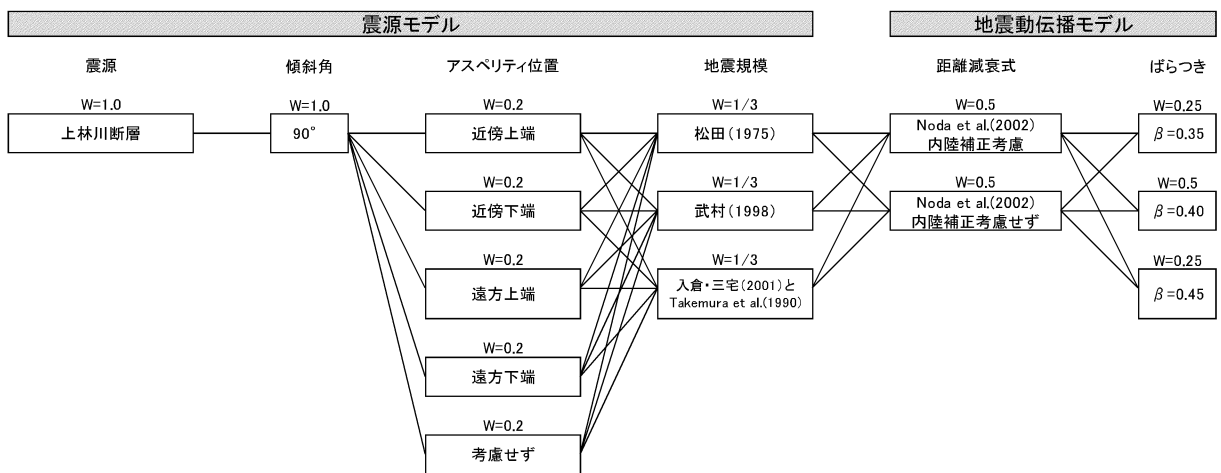 震源モデル
地震動伝播モデル
震源
傾斜角
アスペリティ位置
地震規模
距離減衰式
ばらつき
W=1.0
上林川断層
W=1.0
90°
W=0.2
近傍上端
W=0.2
近傍下端
W=0.2
遠方上端
W=0.2
遠方下端
W=0.2
考慮せず
W=1/3
松田(1975)
W=1/3
武村(1998)
W=1/3
入倉・三宅(2001)と
Takemura et al.(1990)
W=0.5
Noda et al.(2002)
内陸補正考慮
W=0.5
Noda et al.(2002)
内陸補正考慮せず
W=0.25
β=0.35
W=0.5
β=0.40
W=0.25
β=0.45